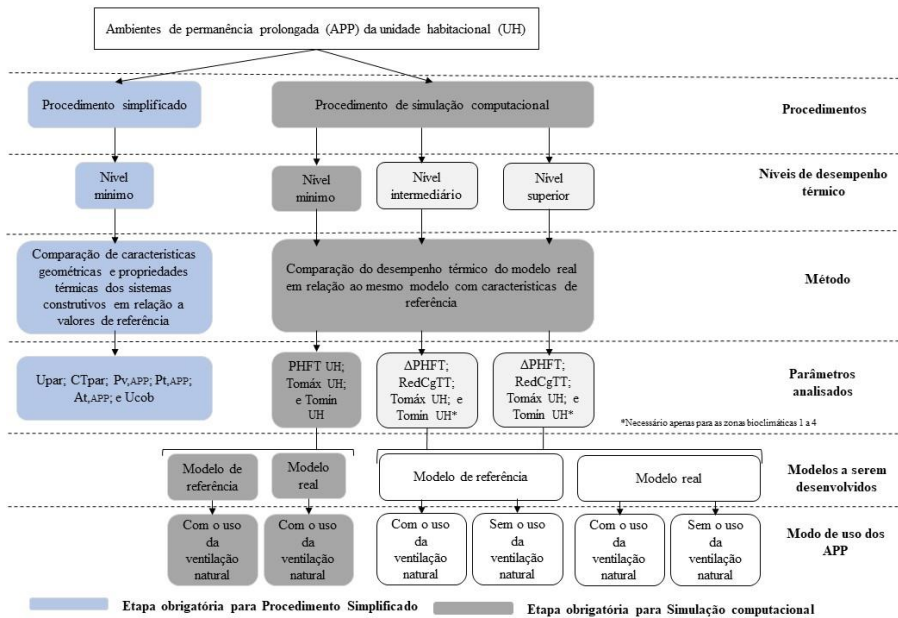 Ambientes de permanência prolongada (APP) da unidade habitacional (UH)
Procedimento simplificado
Procedimento de simulação computacional
Procedimentos
Nível
mínimo
Nível
mínimo
Nível
intermediário
Nível
superior
Níveis de desempenho
térmico
Comparação de características
geométricas e propriedades
térmicas dos sistemas
construtivos em relação a
valores de referência
Comparação do desempenho térmico do modelo real
em relação ao mesmo modelo com características de
referência
Método
Upar; CTpar; Pv,APP; Pt,APP;
At,APP; e Ucob
PHFT UH;
Tomáx UH;
e Tomin
UH
ΔPHFT;
RedCgTT;
Tomáx UH; e
Tomin UH*
ΔPHFT;
RedCgTT;
Tomáx UH; e
Tomin UH*
Parâmetros
analisados
*Necessário apenas para as zonas bioclimáticas 1 a 4
Modelo de
referência
Modelo
real
Modelo de referência
Modelo real
Modelos a serem
desenvolvidos
Com o uso
da
ventilação
natural
Com o uso
da
ventilação
natural
Com o uso
da
ventilação
natural
Sem o uso
da
ventilação
natural
Com o uso
da
ventilação
natural
Sem o uso
da
ventilação
natural
Modo de uso dos
APP
Etapa obrigatória para Procedimento Simplificado
Etapa obrigatória para Simulação computacional